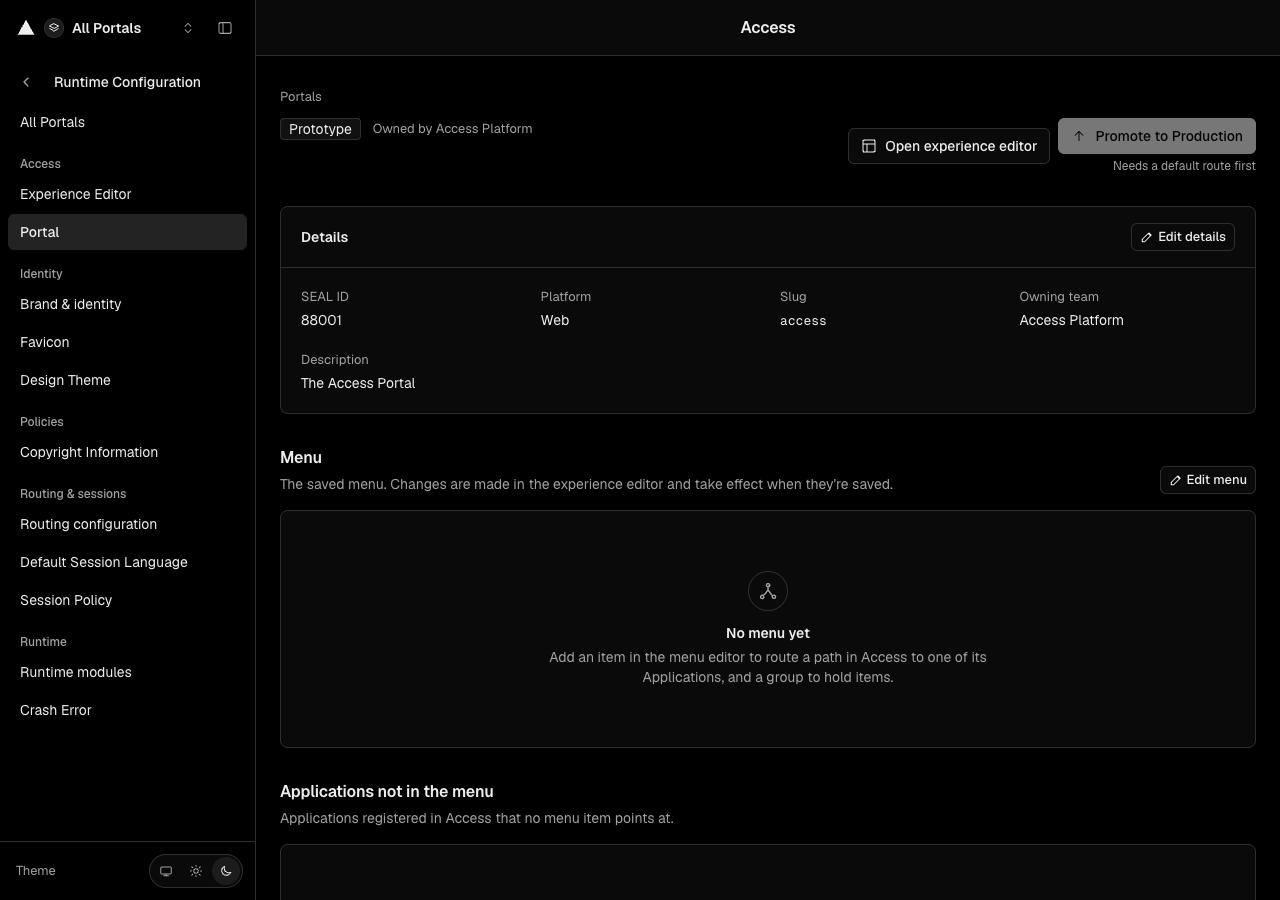 All Portals
Access
Runtime Configuration
All Portals
Access
Experience Editor
Portal
Identity
Brand & identity
Favicon
Design Theme
Policies
Copyright Information
Routing & sessions
Routing configuration
Default Session Language
Session Policy
Runtime
Runtime modules
Crash Error
Theme
Portals
Prototype
Owned by Access Platform
Open experience editor
Promote to Production
Needs a default route first
Details
Edit details
SEAL ID
88001
Platform
Web
Slug
access
Owning team
Access Platform
Description
The Access Portal
Menu
The saved menu. Changes are made in the experience editor and take effect when they're saved.
Edit menu
No menu yet
Add an item in the menu editor to route a path in Access to one of its
Applications, and a group to hold items.
Applications not in the menu
Applications registered in Access that no menu item points at.